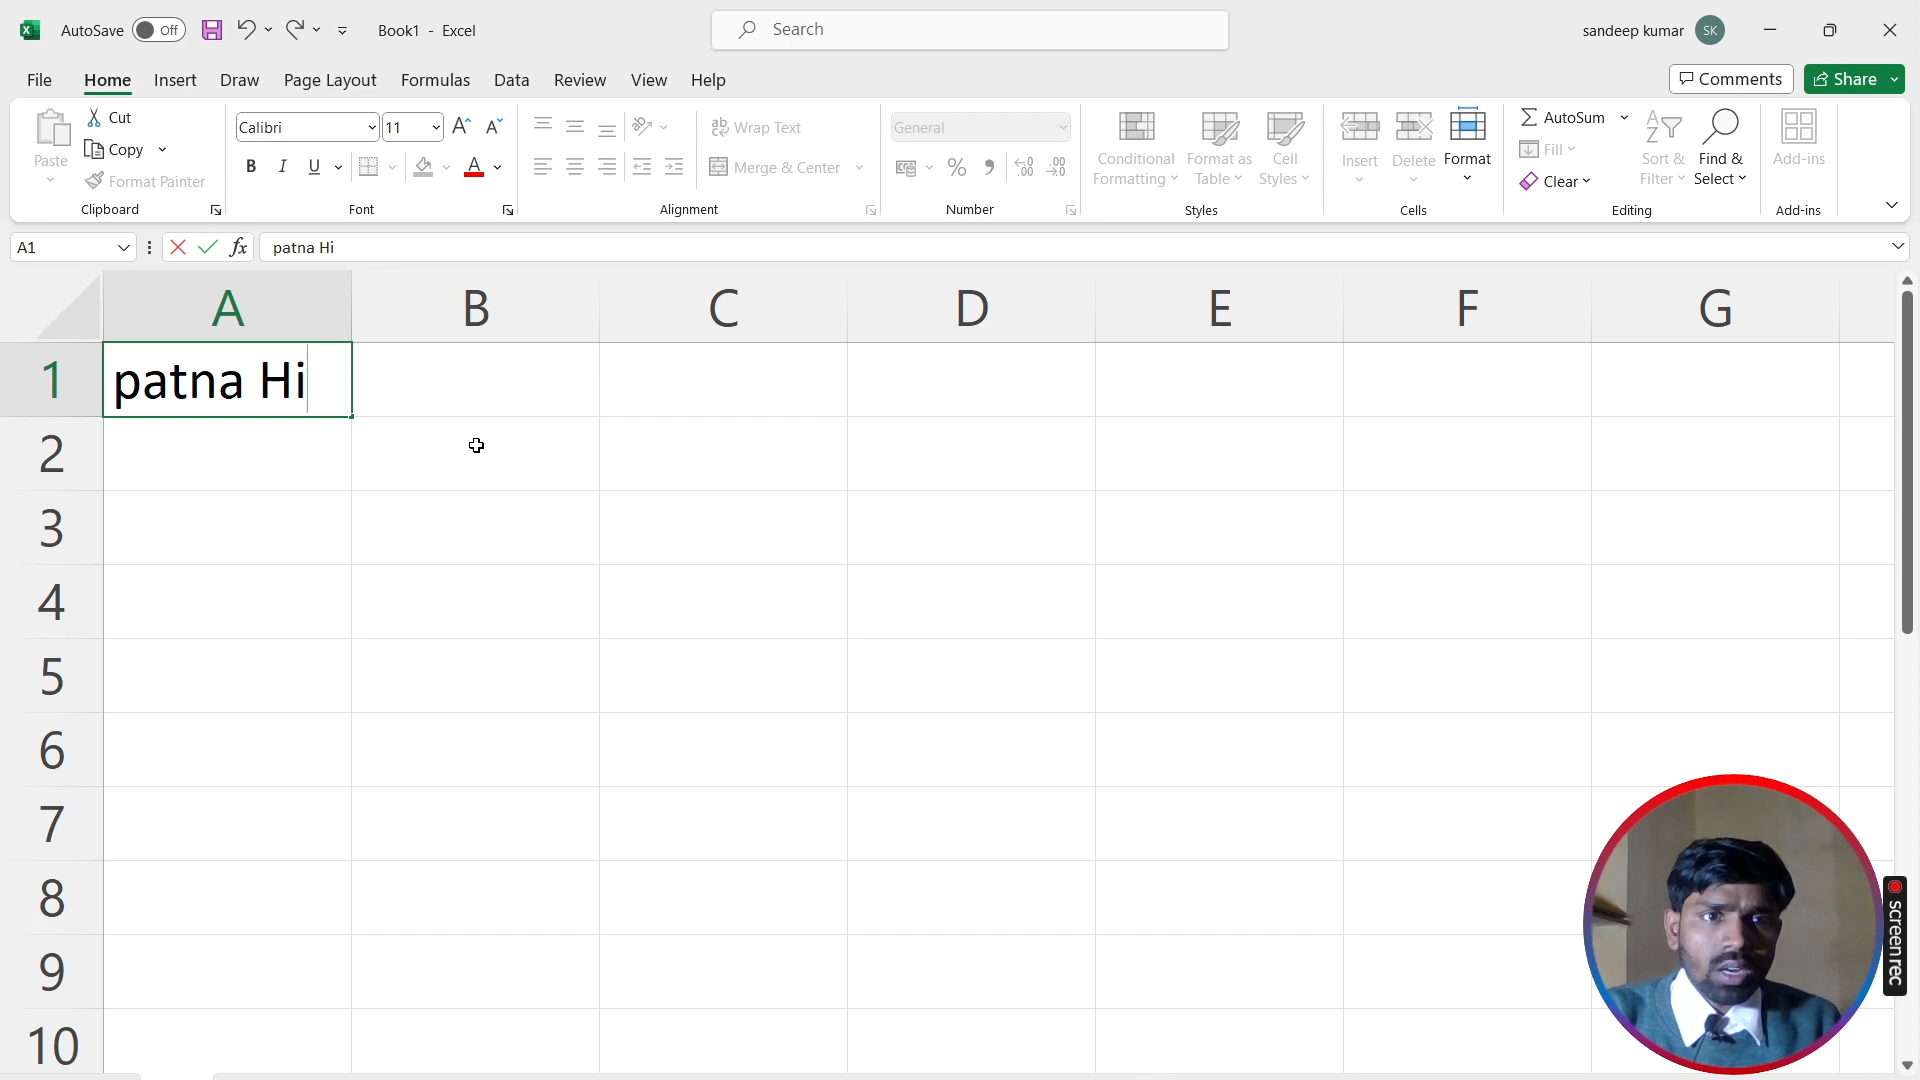 AutoSave Off Book1 - Excel Search sandeep kumar SK
File Home Insert Draw Page Layout Formulas Data Review View Help Comments Share
Paste
Cut
Copy
Format Painter
Clipboard
Calibri 11
B I U A
Font
Wrap Text
Merge & Center
Alignment
General
Number
Conditional Formatting
Format as Table
Cell Styles
Styles
Insert Delete Format
Cells
AutoSum
Fill
Clear
Sort & Filter
Find & Select
Editing
Add-ins
Add-ins
A1 fx patna Hi
A B C D E F G
1 patna Hi
2
3
4
5
6
7
8
9
10
screenrec